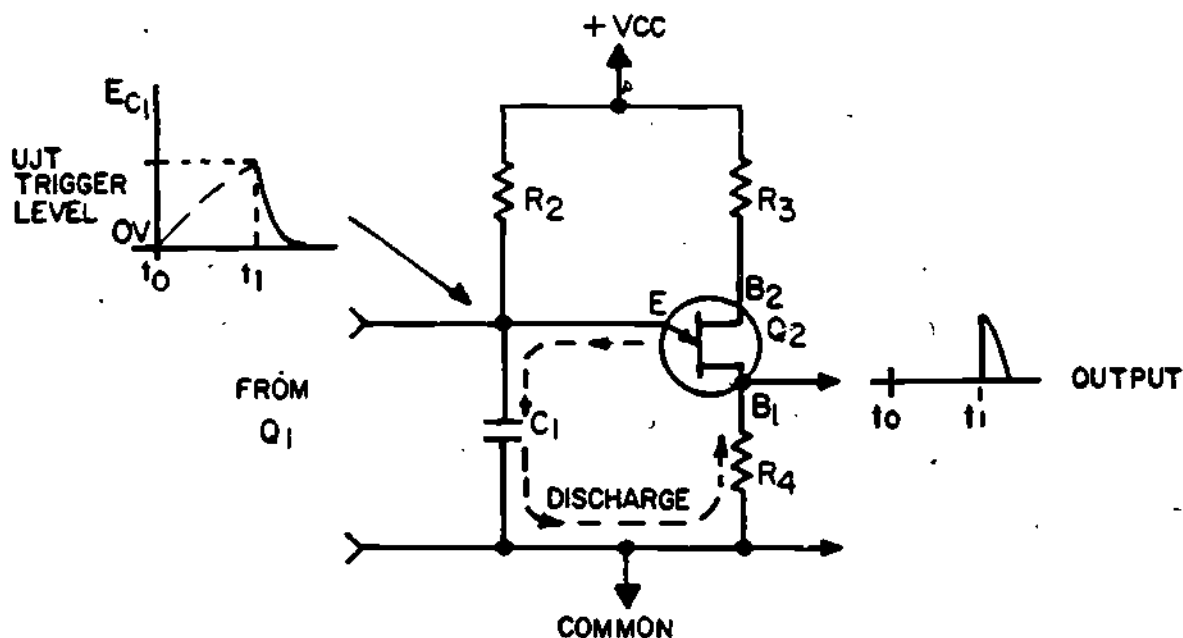 + VCC
EC1
UJT
TRIGGER
LEVEL
OV
t0
t1
R2
R3
E
B2
Q2
FROM
Q1
C1
B1
R4
DISCHARGE
t0
t1
OUTPUT
COMMON